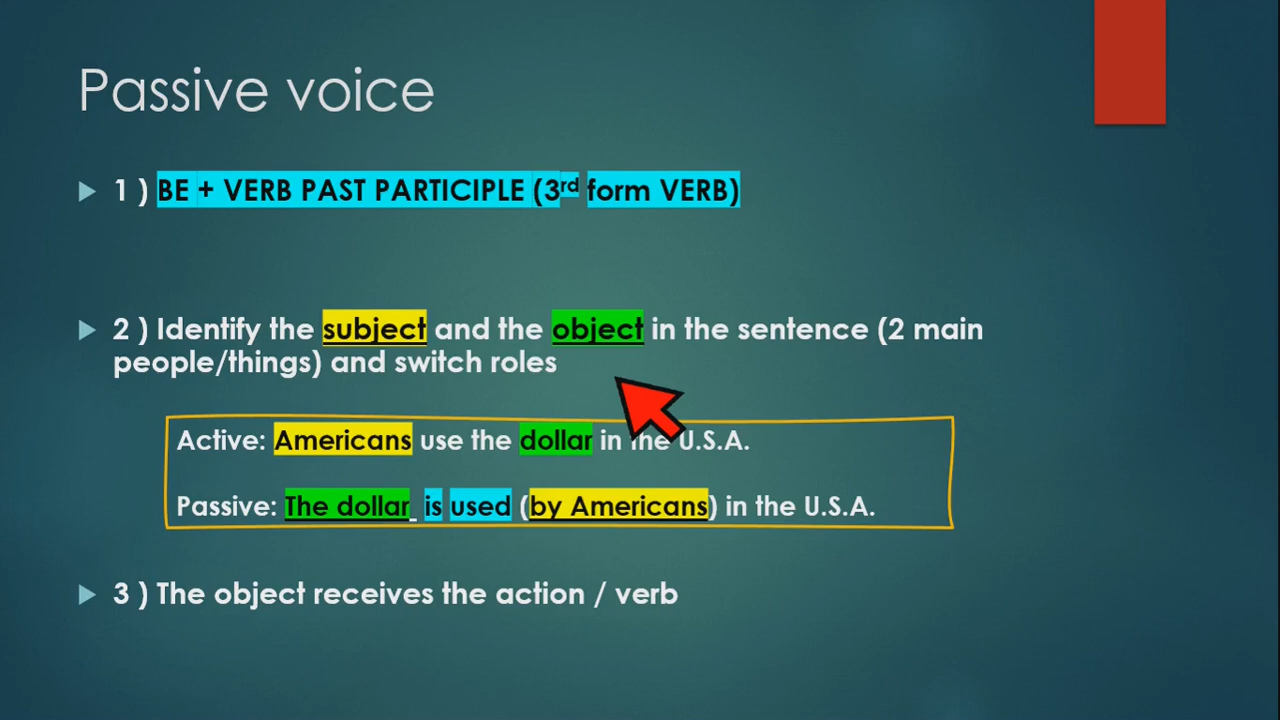 Passive voice
1 ) BE + VERB PAST PARTICIPLE (3rd form VERB)
2 ) Identify the subject and the object in the sentence (2 main
people/things) and switch roles
Active: Americans use the dollar in the U.S.A.
Passive: The dollar is used (by Americans) in the U.S.A.
3 ) The object receives the action / verb